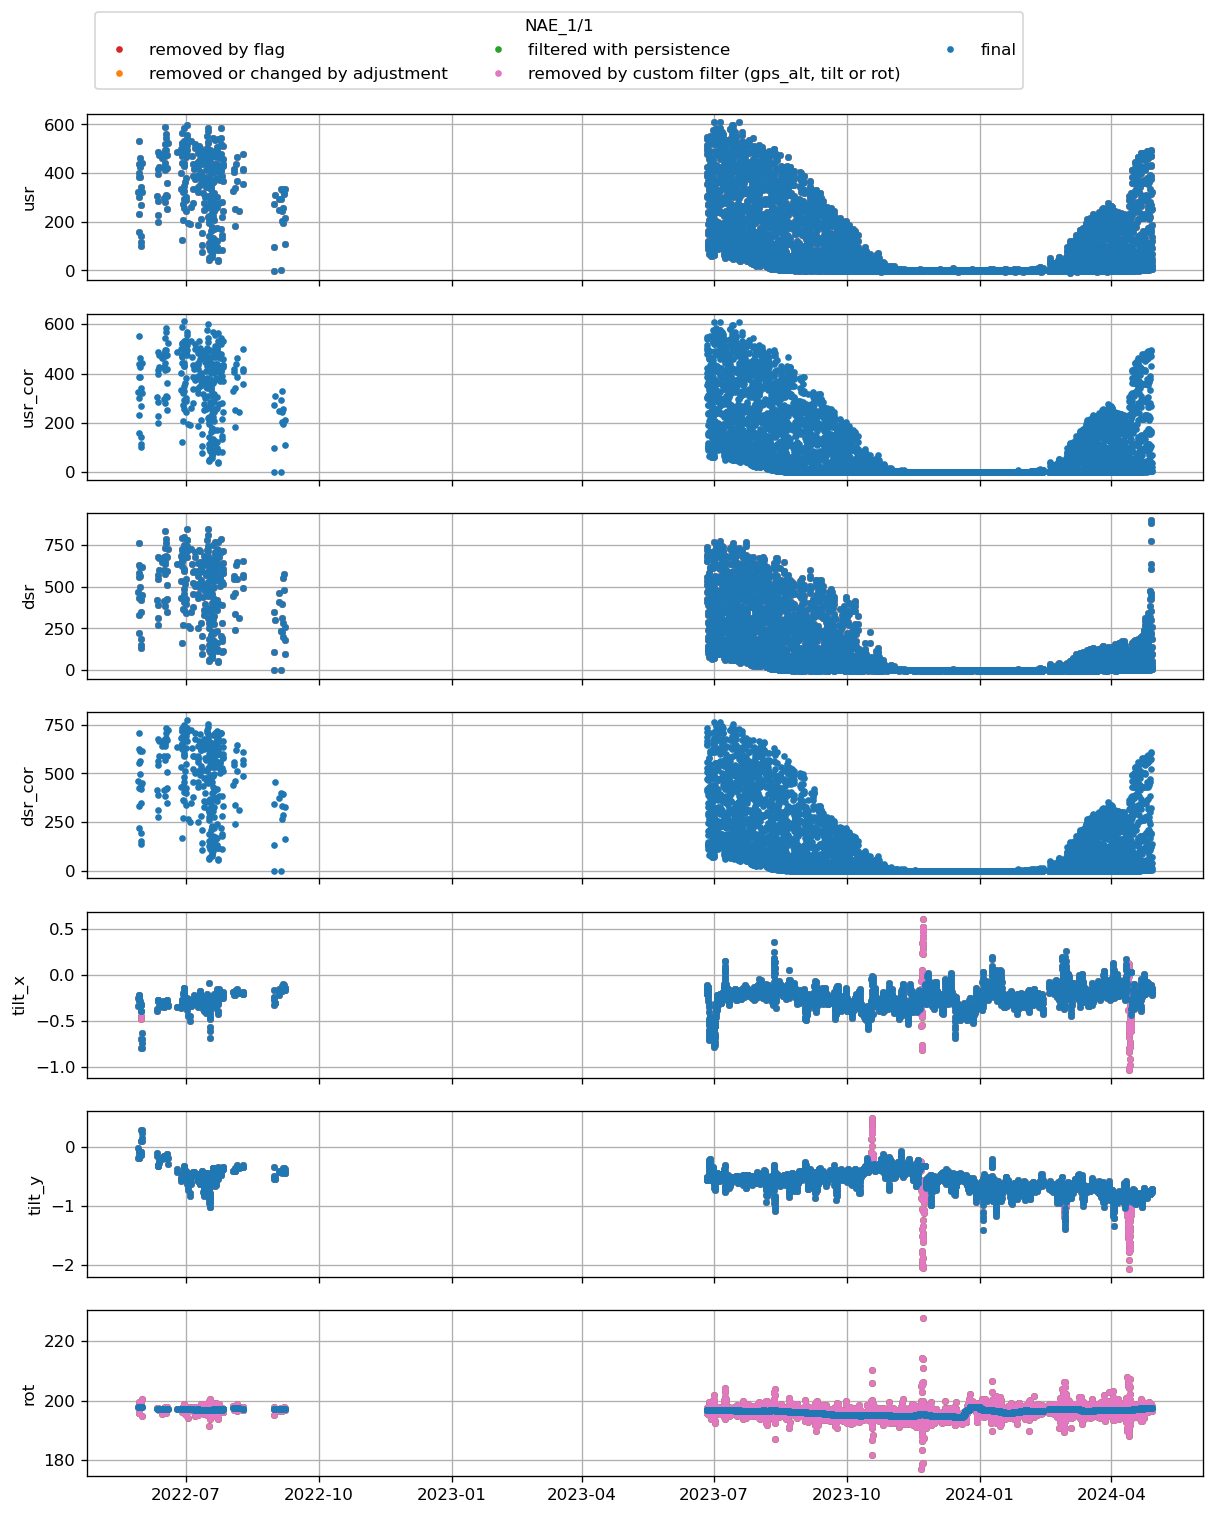 NAE_1/1
removed by flag
filtered with persistence
final
removed or changed by adjustment
removed by custom filter (gps_alt, tilt or rot)
600
400
200
0
usr
600
400
200
0
usr_cor
750
500
250
0
dsr
750
500
250
0
dsr_cor
0.5
0.0
−0.5
−1.0
tilt_x
0
−1
−2
tilt_y
220
200
180
rot
2022-07
2022-10
2023-01
2023-04
2023-07
2023-10
2024-01
2024-04